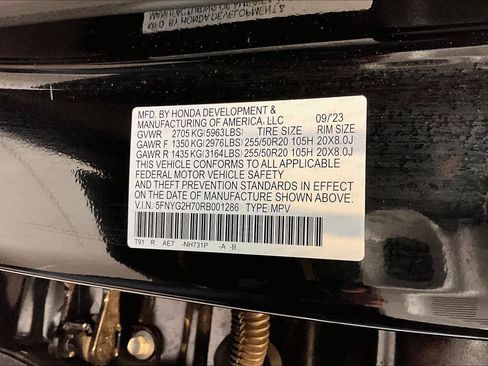 MFD. BY HONDA DEVELOPMENT &
MANUFACTURING OF AMERICA, LLC 09/'23
GVWR 2705 KG(5963LBS) TIRE SIZE RIM SIZE
GAWR F 1350 KG(2976LBS) 255/50R20 105H 20X8.0J
GAWR R 1435 KG(3164LBS) 255/50R20 105H 20X8.0J
THIS VEHICLE CONFORMS TO ALL APPLICABLE
FEDERAL MOTOR VEHICLE SAFETY
AND THEFT PREVENTION STANDARDS IN EFFECT
ON THE DATE OF MANUFACTURE SHOWN ABOVE.
V.I.N. 5FNYG2H70RB001286 TYPE: MPV
T91 R AE7 -NH731P -A -B